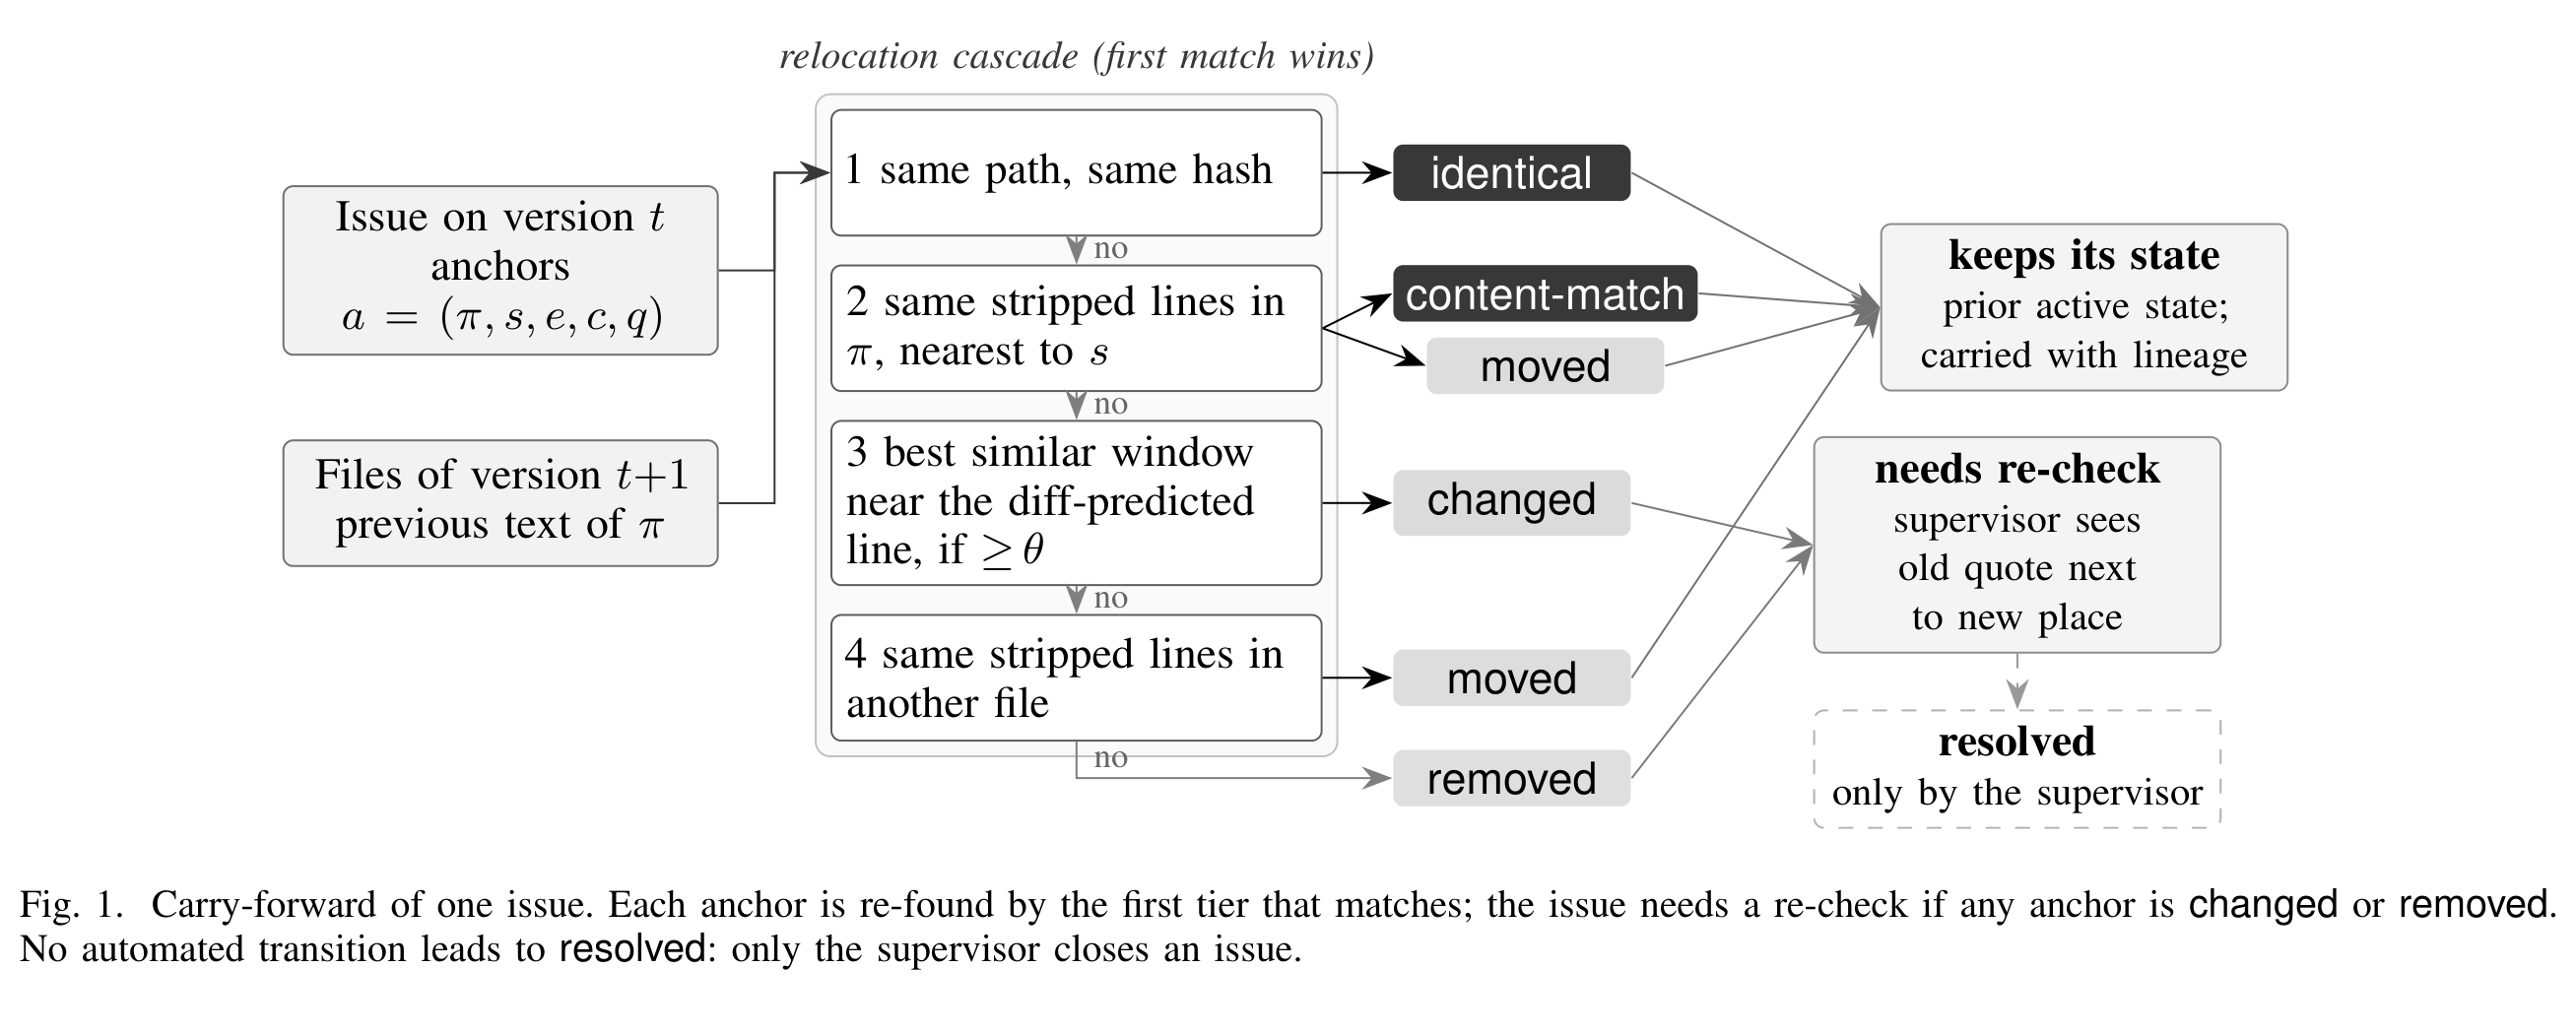 relocation cascade (first match wins)
Issue on version t
anchors
a = (π, s, e, c, q)
Files of version t+1
previous text of π
1 same path, same hash
no
2 same stripped lines in
π, nearest to s
no
3 best similar window
near the diff-predicted
line, if ≥ θ
no
4 same stripped lines in
another file
no
identical
content-match
moved
changed
moved
removed
keeps its state
prior active state;
carried with lineage
needs re-check
supervisor sees
old quote next
to new place
resolved
only by the supervisor
Fig. 1. Carry-forward of one issue. Each anchor is re-found by the first tier that matches; the issue needs a re-check if any anchor is changed or removed.
No automated transition leads to resolved: only the supervisor closes an issue.